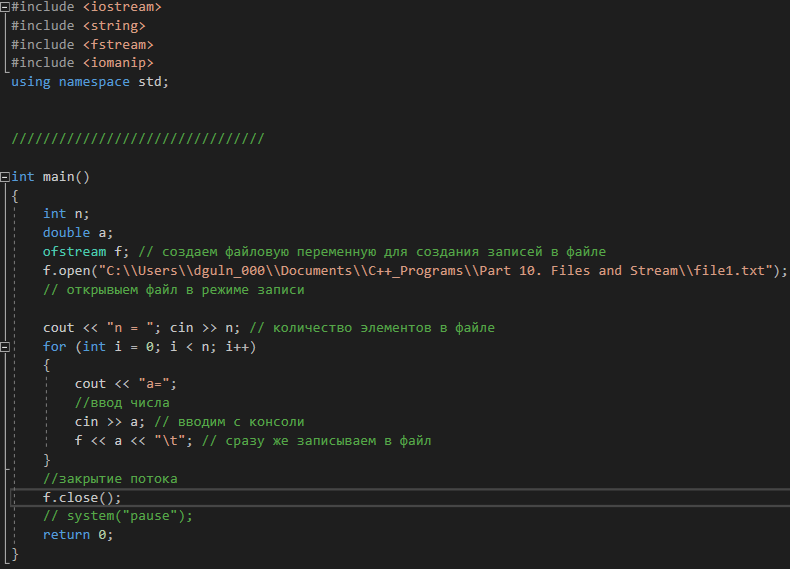 #include <iostream>
#include <string>
#include <fstream>
#include <iomanip>
using namespace std;
////////////////////////////////
int main()
{
int n;
double a;
ofstream f; // создаем файловую переменную для создания записей в файле
f.open("C:\\Users\\dguln_000\\Documents\\C++_Programs\\Part 10. Files and Stream\\file1.txt");
// открывыем файл в режиме записи
cout << "n = "; cin >> n; // количество элементов в файле
for (int i = 0; i < n; i++)
{
cout << "a=";
//ввод числа
cin >> a; // вводим с консоли
f << a << "\t"; // сразу же записываем в файл
}
//закрытие потока
f.close();
// system("pause");
return 0;
}